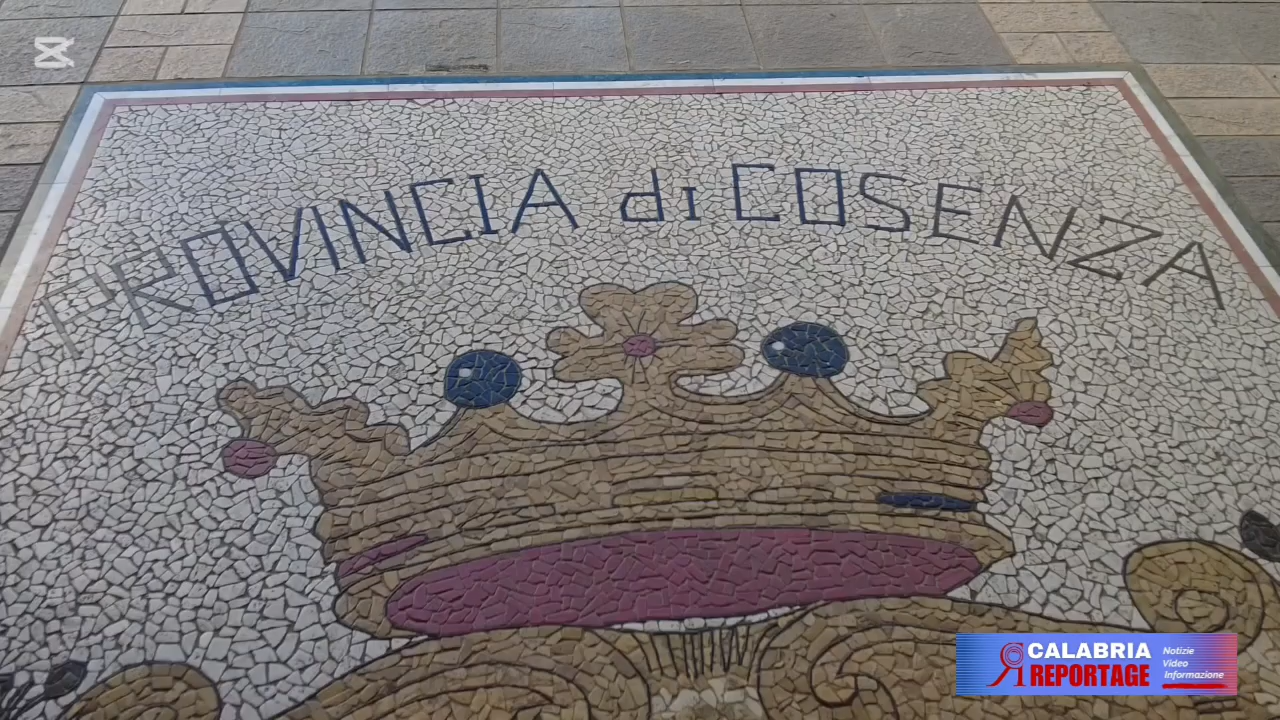 PROVINCIA di COSENZA
CALABRIA
REPORTAGE
Notizie
Video
Informazione